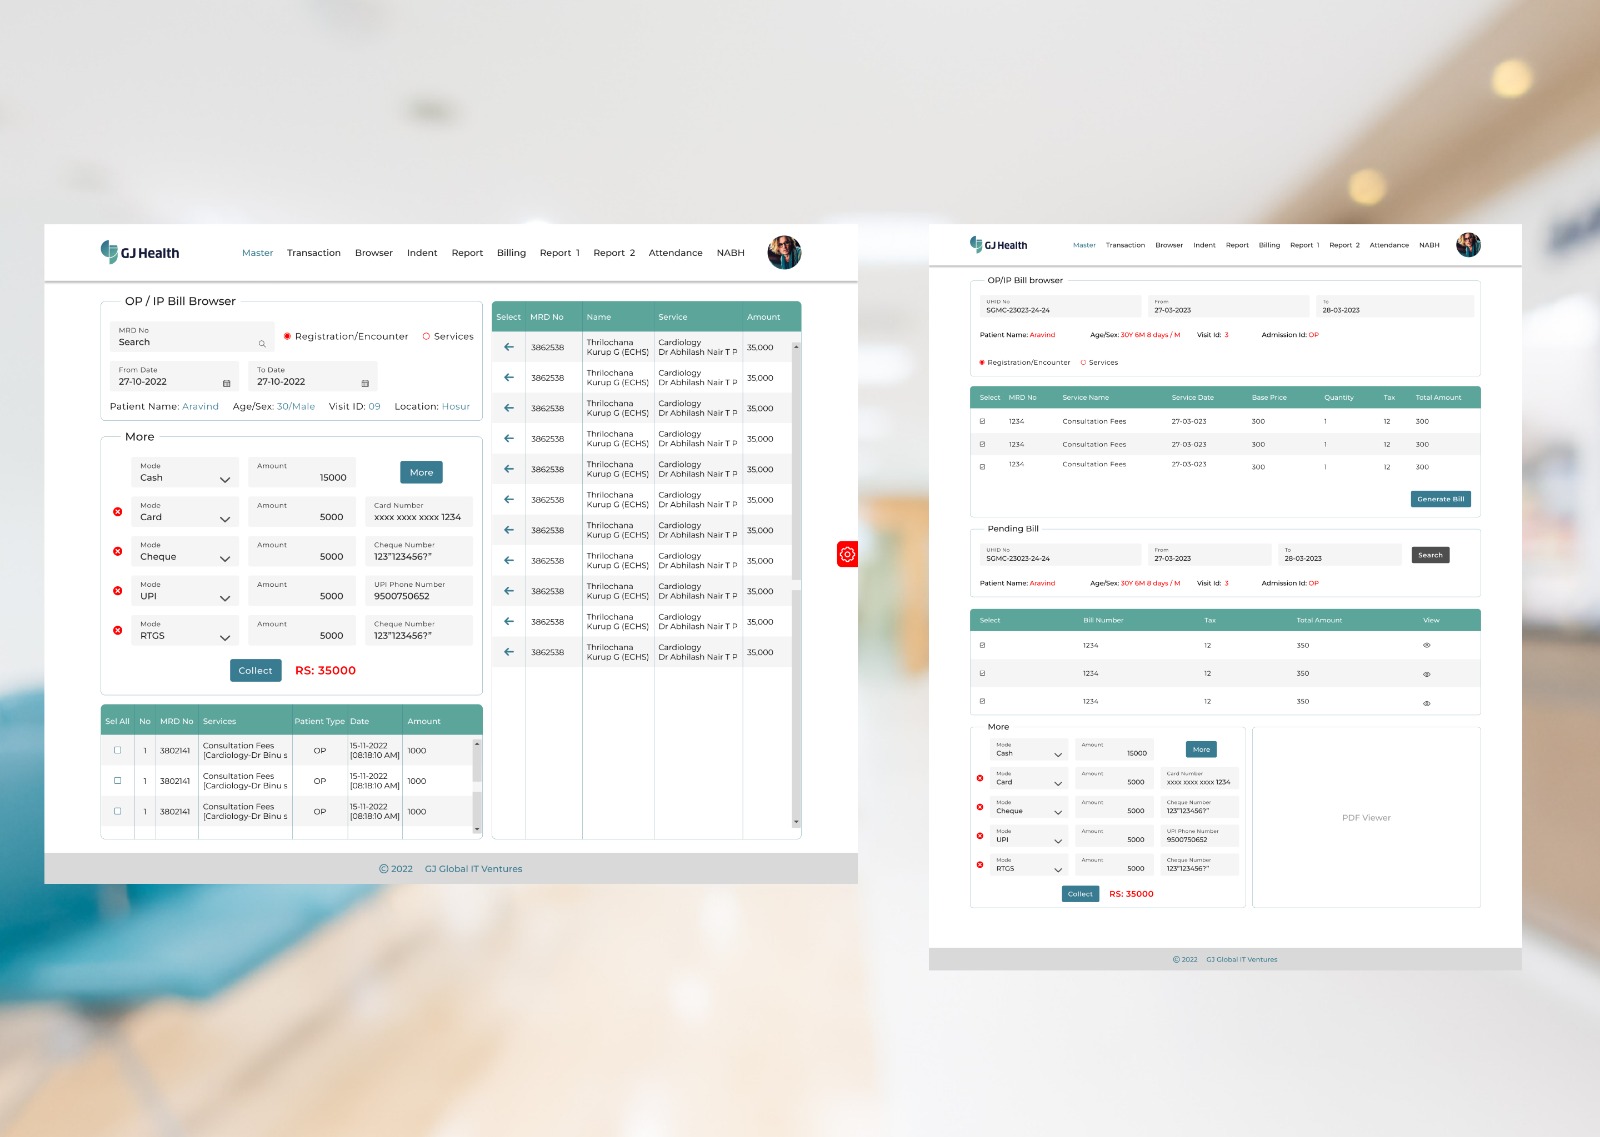 GJ Health
Master Transaction Browser Indent Report Billing Report 1 Report 2 Attendance NABH
OP / IP Bill Browser
MRD No
Search
Registration/Encounter Services
From Date To Date
27-10-2022 27-10-2022
Patient Name: Aravind Age/Sex: 30/Male Visit ID: 09 Location: Hosur
More
Mode Amount
Cash 15000 More
Mode Amount Card Number
Card 5000 xxxx xxxx xxxx 1234
Mode Amount Cheque Number
Cheque 5000 123"123456?"
Mode Amount UPI Phone Number
UPI 5000 9500750652
Mode Amount Cheque Number
RTGS 5000 123"123456?"
Collect RS: 35000
Sel All No MRD No Services Patient Type Date Amount
Consultation Fees 15-11-2022
1 3802141 OP 1000
[Cardiology-Dr Binu s [08:18:10 AM]
Consultation Fees 15-11-2022
1 3802141 OP 1000
[Cardiology-Dr Binu s [08:18:10 AM]
Consultation Fees 15-11-2022
1 3802141 OP 1000
[Cardiology-Dr Binu s [08:18:10 AM]
Select MRD No Name Service Amount
Thrilochana Cardiology
3862538 35,000
Kurup G (ECHS) Dr Abhilash Nair T P
Thrilochana Cardiology
3862538 35,000
Kurup G (ECHS) Dr Abhilash Nair T P
Thrilochana Cardiology
3862538 35,000
Kurup G (ECHS) Dr Abhilash Nair T P
Thrilochana Cardiology
3862538 35,000
Kurup G (ECHS) Dr Abhilash Nair T P
Thrilochana Cardiology
3862538 35,000
Kurup G (ECHS) Dr Abhilash Nair T P
Thrilochana Cardiology
3862538 35,000
Kurup G (ECHS) Dr Abhilash Nair T P
Thrilochana Cardiology
3862538 35,000
Kurup G (ECHS) Dr Abhilash Nair T P
Thrilochana Cardiology
3862538 35,000
Kurup G (ECHS) Dr Abhilash Nair T P
Thrilochana Cardiology
3862538 35,000
Kurup G (ECHS) Dr Abhilash Nair T P
Thrilochana Cardiology
3862538 35,000
Kurup G (ECHS) Dr Abhilash Nair T P
Thrilochana Cardiology
3862538 35,000
Kurup G (ECHS) Dr Abhilash Nair T P
© 2022 GJ Global IT Ventures
GJ Health
Master Transaction Browser Indent Report Billing Report 1 Report 2 Attendance NABH
OP/IP Bill browser
UHID No From To
SGMC-23023-24-24 27-03-2023 28-03-2023
Patient Name: Aravind Age/Sex: 30Y 6M 8 days / M Visit Id: 3 Admission Id: OP
Registration/Encounter Services
Select MRD No Service Name Service Date Base Price Quantity Tax Total Amount
1234 Consultation Fees 27-03-023 300 1 12 300
1234 Consultation Fees 27-03-023 300 1 12 300
1234 Consultation Fees 27-03-023 300 1 12 300
Generate Bill
Pending Bill
UHID No From To
SGMC-23023-24-24 27-03-2023 28-03-2023 Search
Patient Name: Aravind Age/Sex: 30Y 6M 8 days / M Visit Id: 3 Admission Id: OP
Select Bill Number Tax Total Amount View
1234 12 350
1234 12 350
1234 12 350
More
Mode Amount
Cash 15000 More
Mode Amount Card Number
Card 5000 xxxx xxxx xxxx 1234
Mode Amount Cheque Number
Cheque 5000 123"123456?"
Mode Amount UPI Phone Number
UPI 5000 9500750652
Mode Amount Cheque Number
RTGS 5000 123"123456?"
Collect RS: 35000
PDF Viewer
© 2022 GJ Global IT Ventures